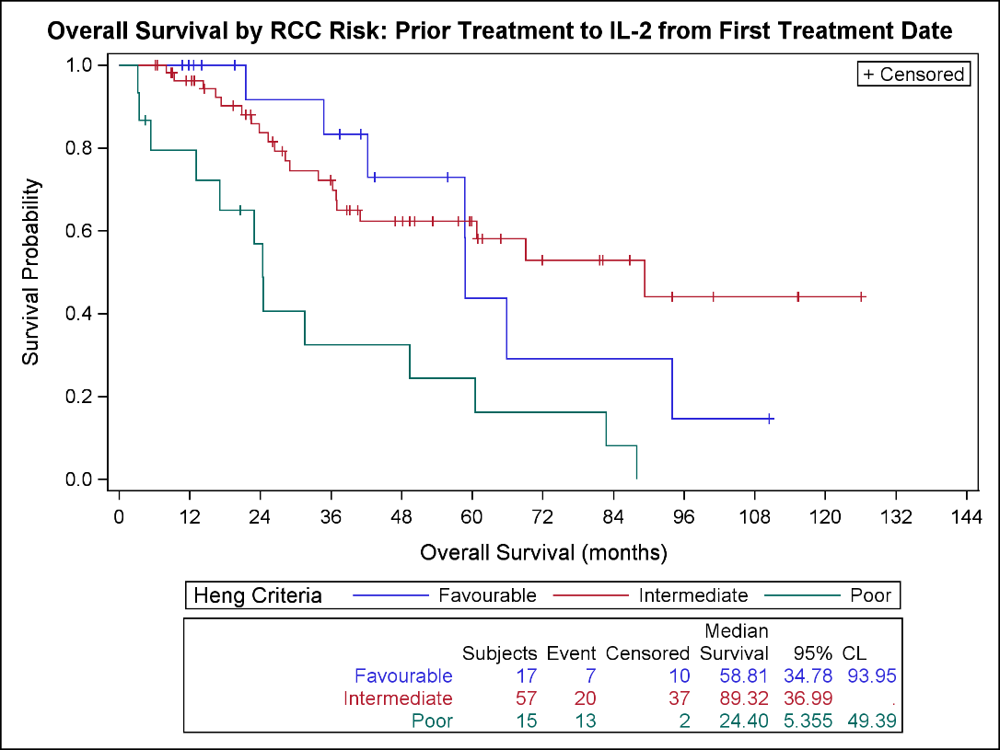 Overall Survival by RCC Risk: Prior Treatment to IL-2 from First Treatment Date
+ Censored
1.0
0.8
0.6
0.4
0.2
0.0
Survival Probability
0 12 24 36 48 60 72 84 96 108 120 132 144
Overall Survival (months)
Heng Criteria Favourable Intermediate Poor
Median
Subjects Event Censored Survival 95% CL
Favourable 17 7 10 58.81 34.78 93.95
Intermediate 57 20 37 89.32 36.99 .
Poor 15 13 2 24.40 5.355 49.39